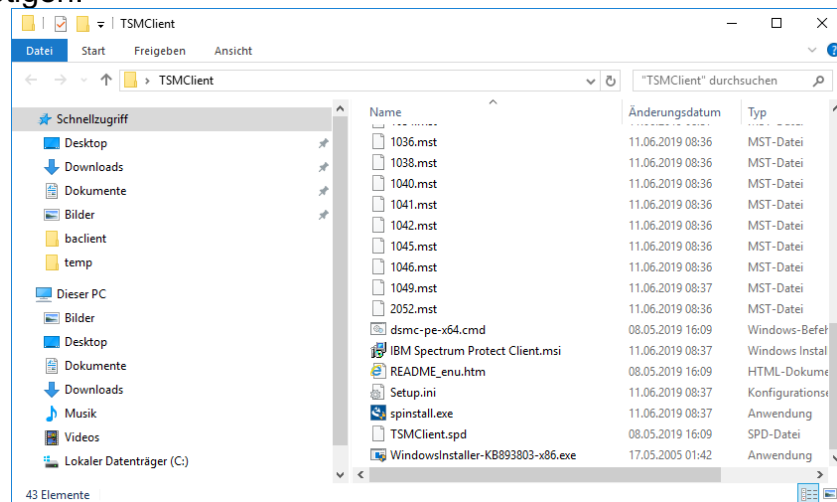 TSMClient
Datei Start Freigeben Ansicht
TSMClient "TSMClient" durchsuchen
Schnellzugriff
Desktop
Downloads
Dokumente
Bilder
baclient
temp
Dieser PC
Bilder
Desktop
Dokumente
Downloads
Musik
Videos
Lokaler Datenträger (C:)
Name Änderungsdatum Typ
1036.mst 11.06.2019 08:36 MST-Datei
1038.mst 11.06.2019 08:36 MST-Datei
1040.mst 11.06.2019 08:36 MST-Datei
1041.mst 11.06.2019 08:36 MST-Datei
1042.mst 11.06.2019 08:36 MST-Datei
1045.mst 11.06.2019 08:36 MST-Datei
1046.mst 11.06.2019 08:36 MST-Datei
1049.mst 11.06.2019 08:37 MST-Datei
2052.mst 11.06.2019 08:36 MST-Datei
dsmc-pe-x64.cmd 08.05.2019 16:09 Windows-Befeh
IBM Spectrum Protect Client.msi 11.06.2019 08:37 Windows Instal
README_enu.htm 08.05.2019 16:09 HTML-Dokume
Setup.ini 11.06.2019 08:37 Konfigurationse
spinstall.exe 11.06.2019 08:37 Anwendung
TSMClient.spd 08.05.2019 16:09 SPD-Datei
WindowsInstaller-KB893803-x86.exe 17.05.2005 01:42 Anwendung
43 Elemente